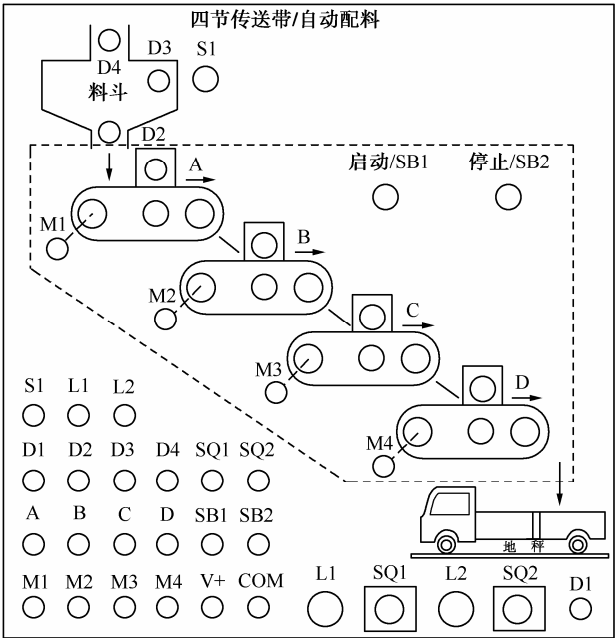 四节传送带/自动配料
D3 S1
D4
料斗
D2
A
启动/SB1 停止/SB2
M1
B
M2
C
M3
D
M4
S1 L1 L2
D1 D2 D3 D4 SQ1 SQ2
A B C D SB1 SB2
地 秤
M1 M2 M3 M4 V+ COM
L1 SQ1 L2 SQ2 D1